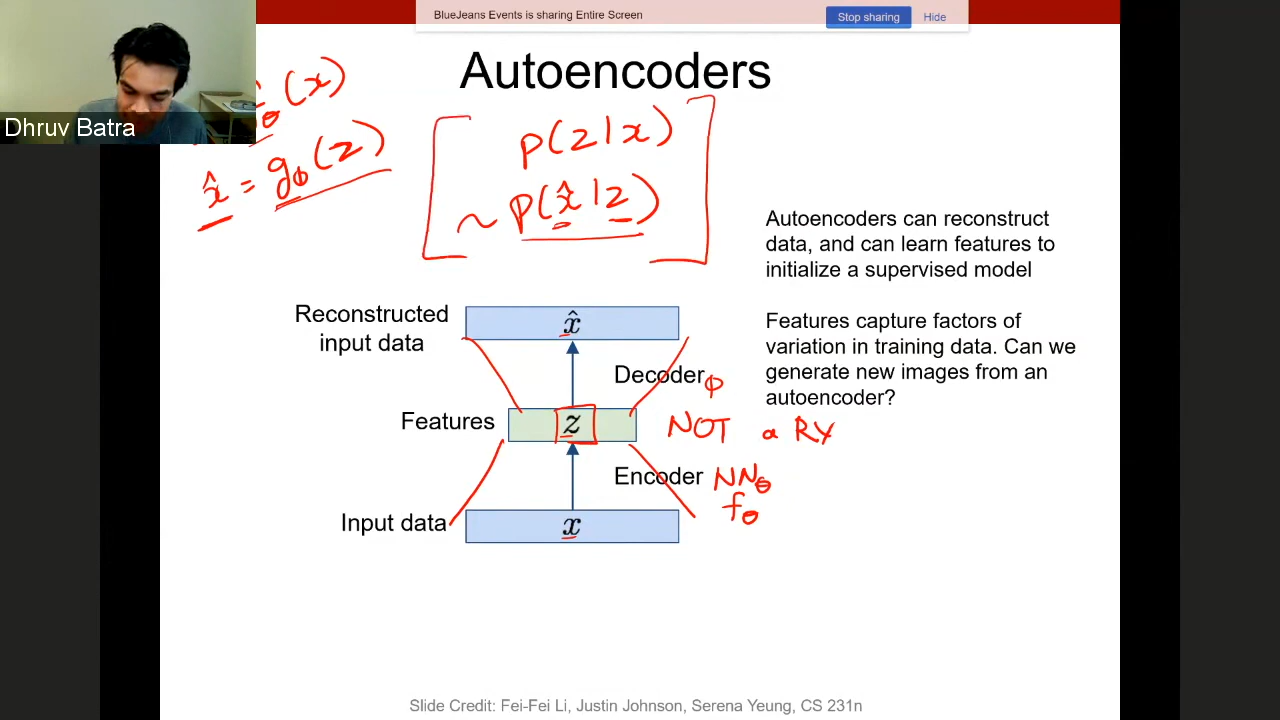 BlueJeans Events is sharing Entire Screen
Stop sharing
Hide
Autoencoders
Dhruv Batra
θ(x)
x̂ = gϕ(z)
p(z|x)
~ p(x̂|z)
Autoencoders can reconstruct
data, and can learn features to
initialize a supervised model
Features capture factors of
variation in training data. Can we
generate new images from an
autoencoder?
Reconstructed
input data
x̂
Decoder ϕ
Features
z
NOT a RV
Encoder NNθ
fθ
Input data
x
Slide Credit: Fei-Fei Li, Justin Johnson, Serena Yeung, CS 231n